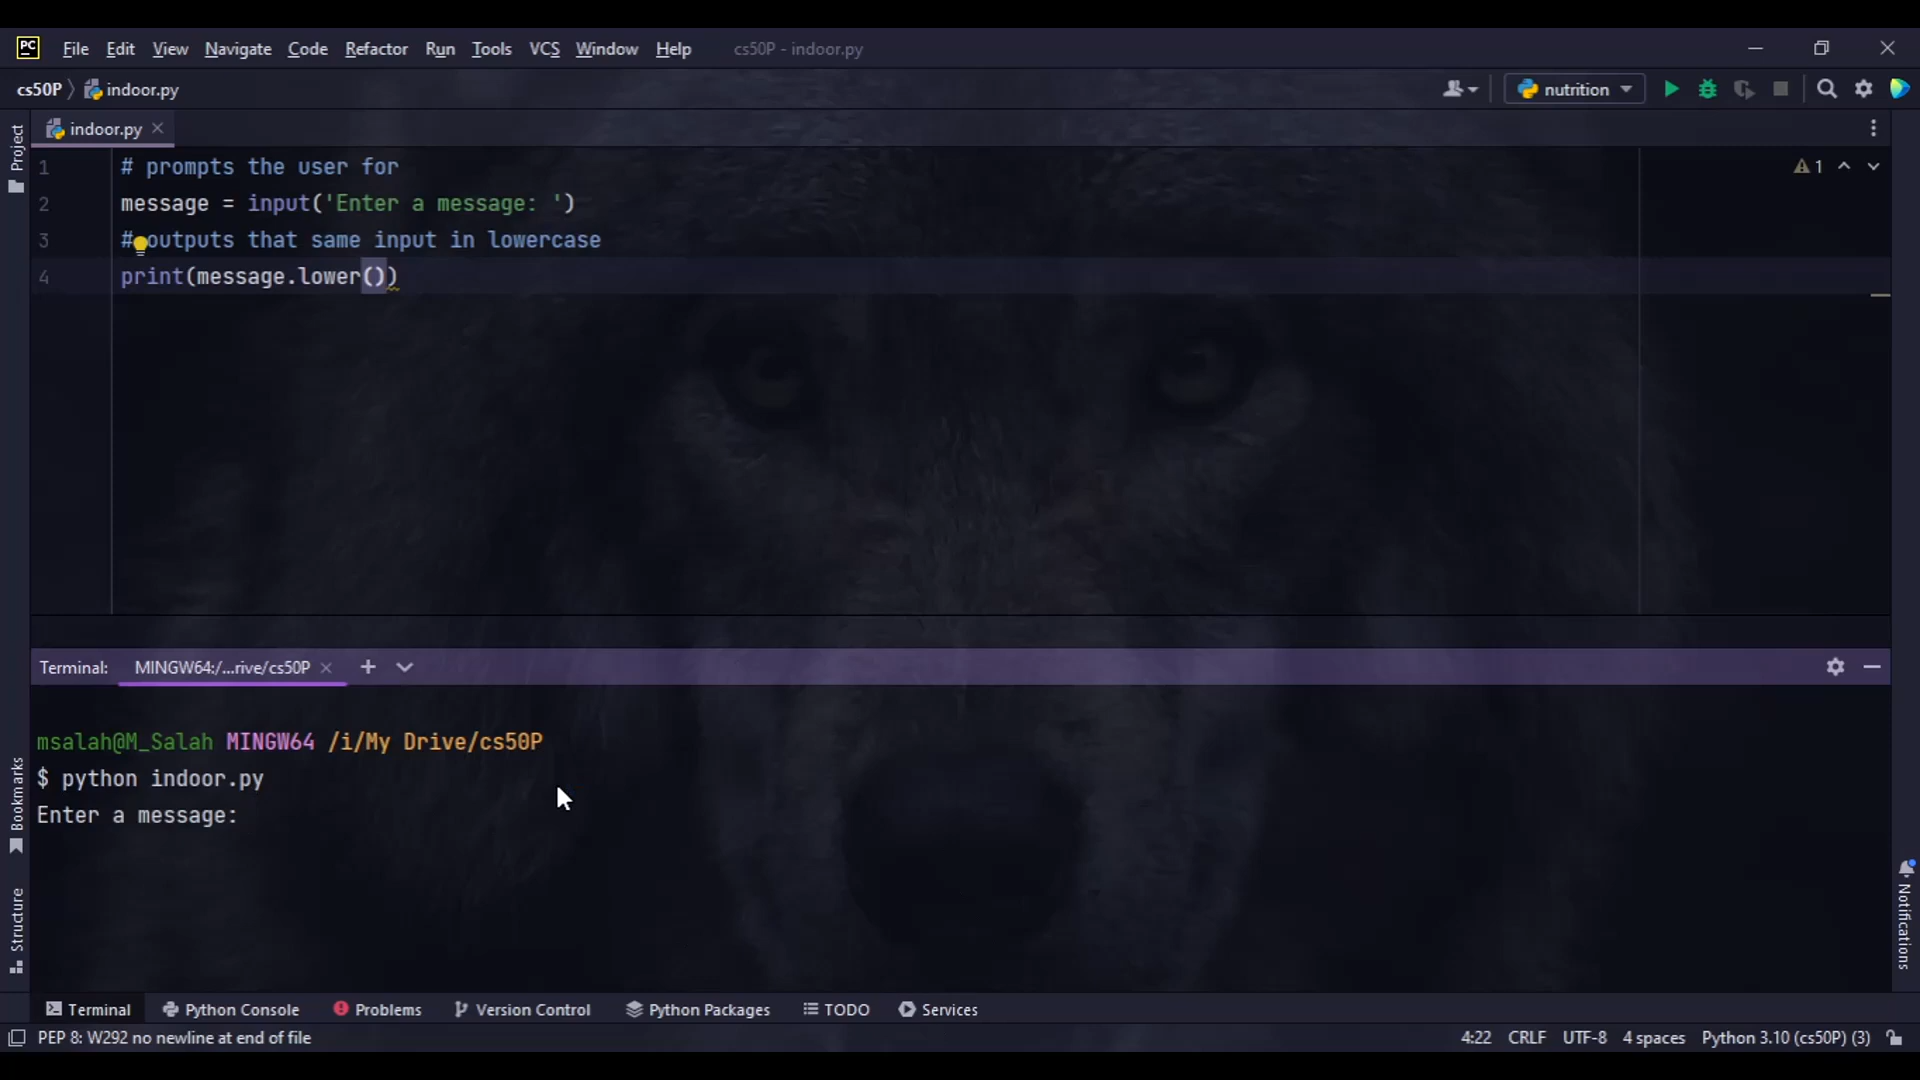 PC File Edit View Navigate Code Refactor Run Tools VCS Window Help cs50P - indoor.py
cs50P indoor.py nutrition
Project
indoor.py
1 # prompts the user for
2 message = input('Enter a message: ')
3 # outputs that same input in lowercase
4 print(message.lower())
1
Terminal: MINGW64:/...rive/cs50P
msalah@M_Salah MINGW64 /i/My Drive/cs50P
$ python indoor.py
Enter a message:
Bookmarks
Structure
Notifications
Terminal Python Console Problems Version Control Python Packages TODO Services
PEP 8: W292 no newline at end of file 4:22 CRLF UTF-8 4 spaces Python 3.10 (cs50P) (3)